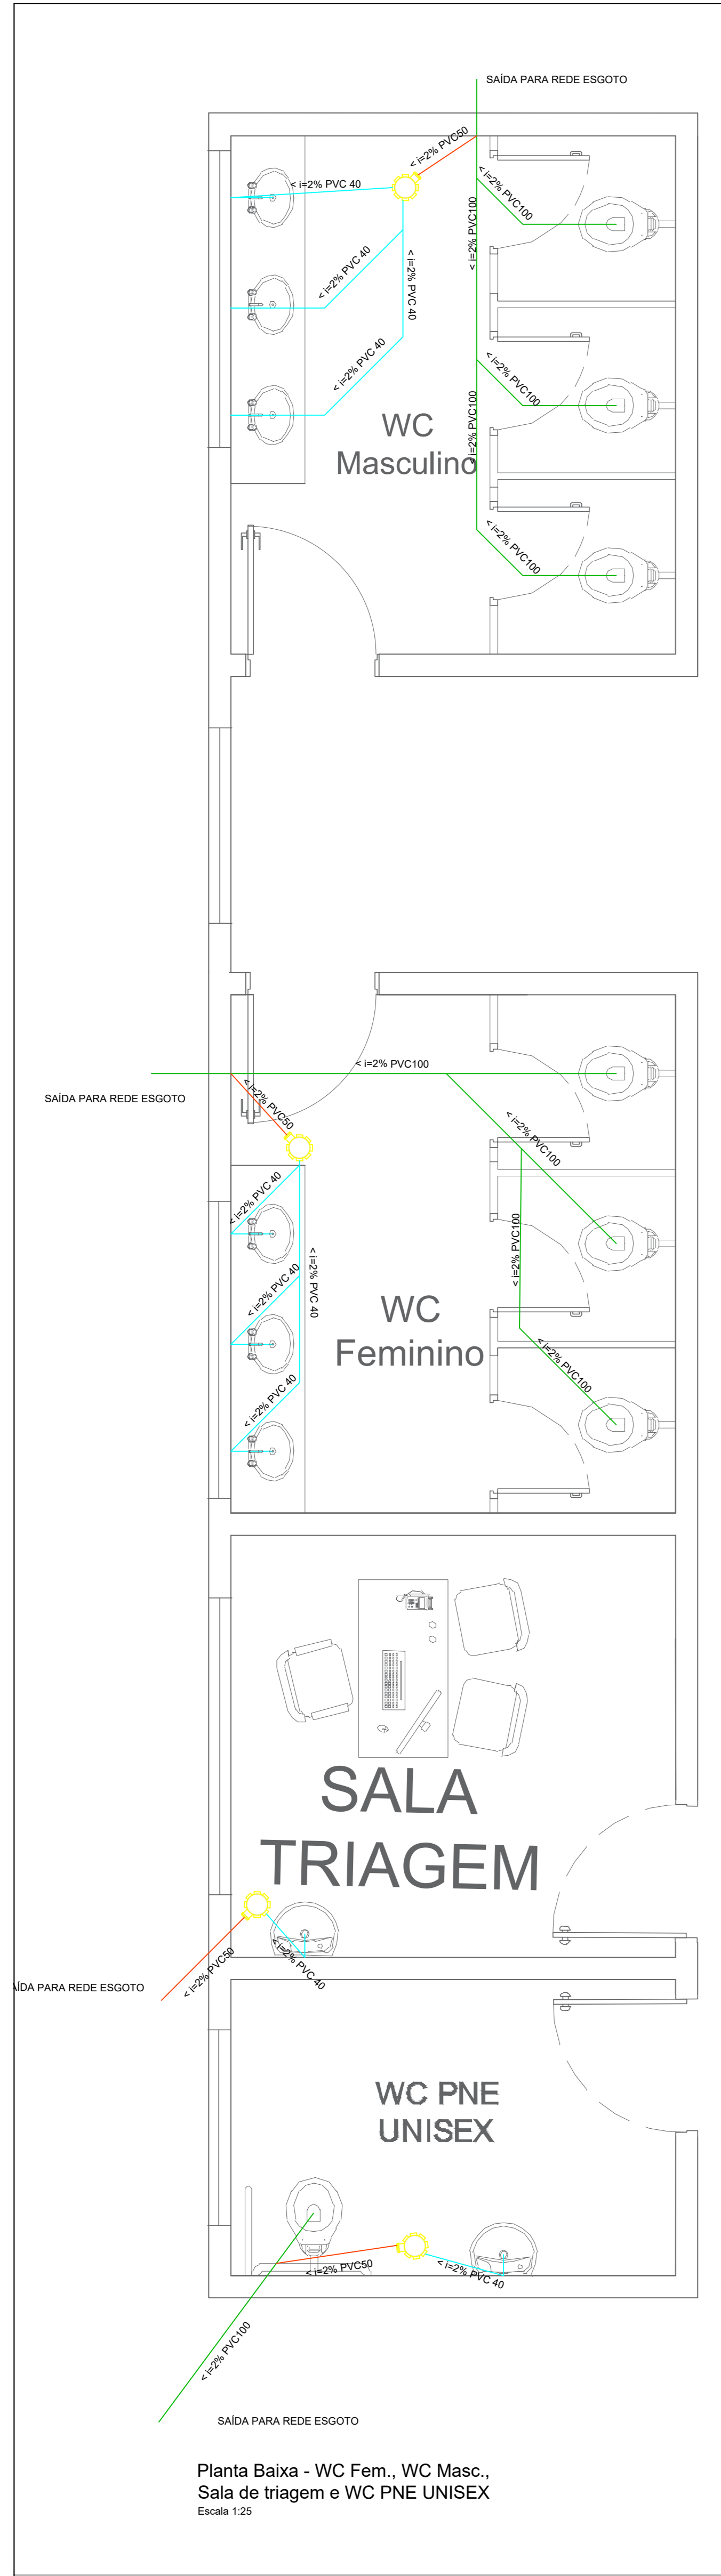 SAÍDA PARA REDE ESGOTO
< i=2% PVC50
< i=2% PVC 40
< i=2% PVC100
< i=2% PVC100
< i=2% PVC 40
< i=2% PVC 40
< i=2% PVC 40
< i=2% PVC100
< i=2% PVC100
WC
Masculino
< i=2% PVC100
< i=2% PVC100
SAÍDA PARA REDE ESGOTO
< i=2% PVC50
< i=2% PVC100
< i=2% PVC 40
< i=2% PVC 40
< i=2% PVC 40
< i=2% PVC100
< i=2% PVC100
WC
Feminino
< i=2% PVC 40
< i=2% PVC100
SALA
TRIAGEM
< i=2% PVC50
< i=2% PVC 40
AÍDA PARA REDE ESGOTO
WC PNE
UNISEX
< i=2% PVC50
< i=2% PVC 40
< i=2% PVC100
SAÍDA PARA REDE ESGOTO
Planta Baixa - WC Fem., WC Masc.,
Sala de triagem e WC PNE UNISEX
Escala 1:25